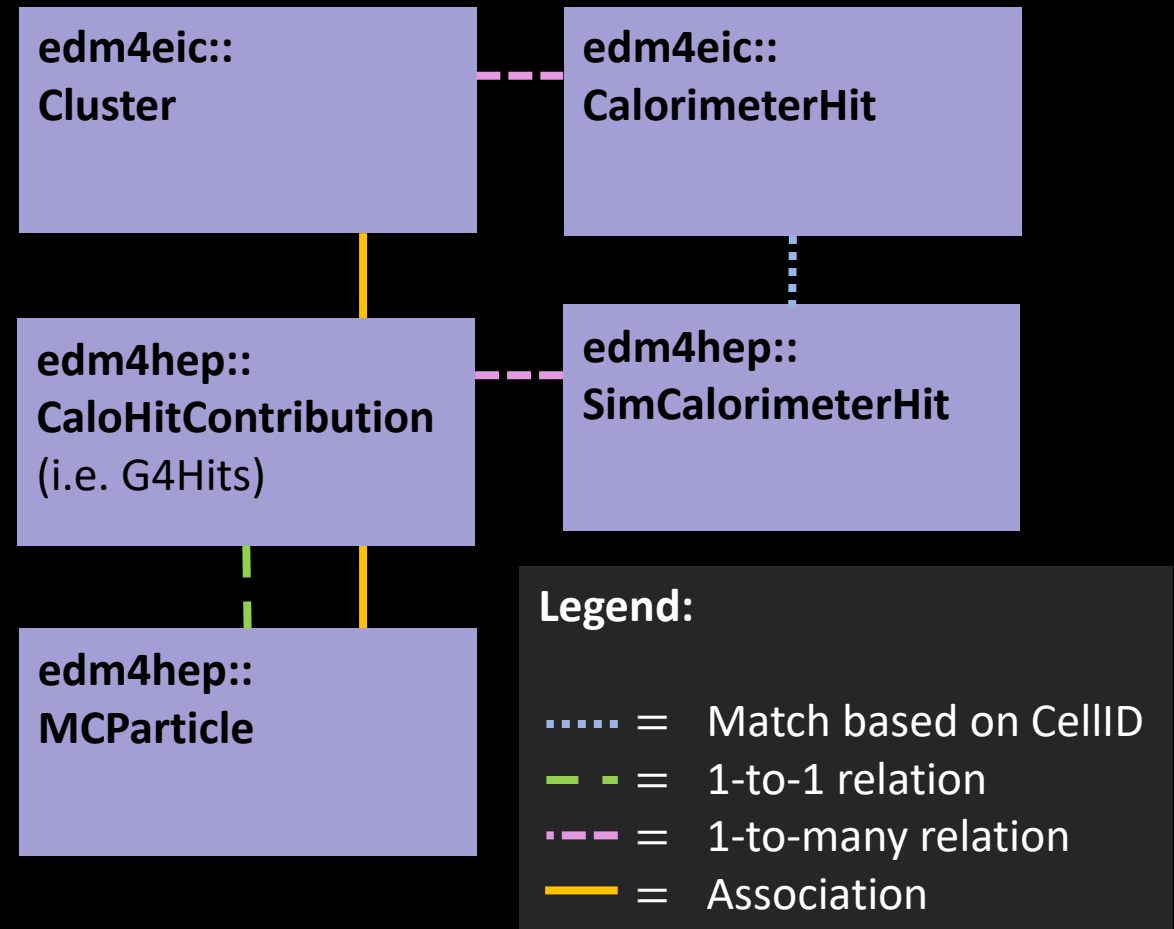 edm4eic::
Cluster
edm4eic::
CalorimeterHit
edm4hep::
CaloHitContribution
(i.e. G4Hits)
edm4hep::
SimCalorimeterHit
edm4hep::
MCParticle
Legend:
= Match based on CellID
= 1-to-1 relation
= 1-to-many relation
= Association